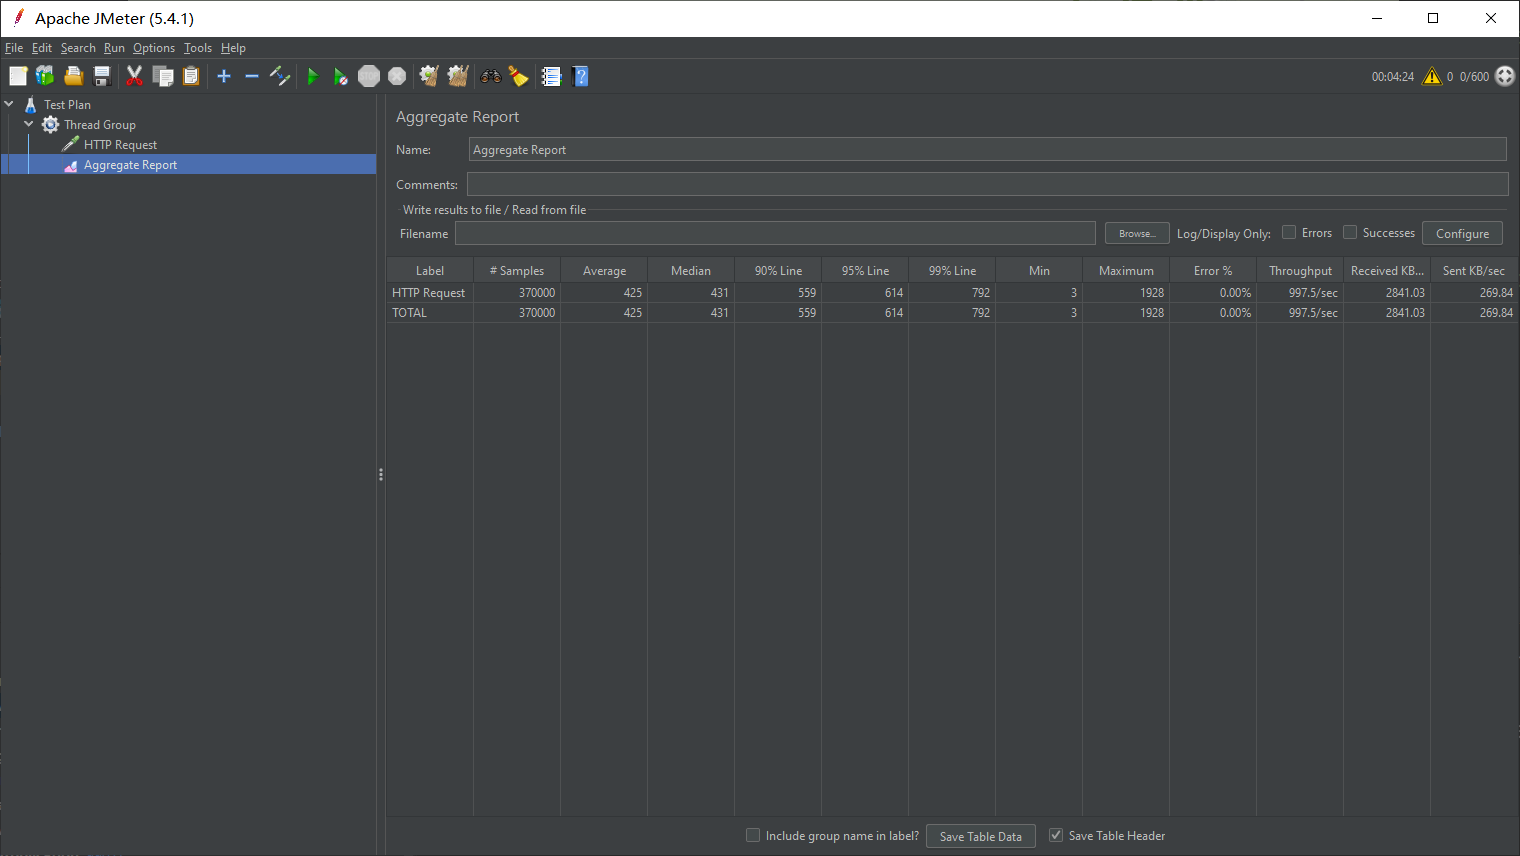 Apache JMeter (5.4.1)
File Edit Search Run Options Tools Help
STOP
00:04:24 0 0/600
Test Plan
Thread Group
HTTP Request
Aggregate Report
Aggregate Report
Name: Aggregate Report
Comments:
Write results to file / Read from file
Filename Browse... Log/Display Only: Errors Successes Configure
Label # Samples Average Median 90% Line 95% Line 99% Line Min Maximum Error % Throughput Received KB... Sent KB/sec
HTTP Request 370000 425 431 559 614 792 3 1928 0.00% 997.5/sec 2841.03 269.84
TOTAL 370000 425 431 559 614 792 3 1928 0.00% 997.5/sec 2841.03 269.84
Include group name in label? Save Table Data Save Table Header